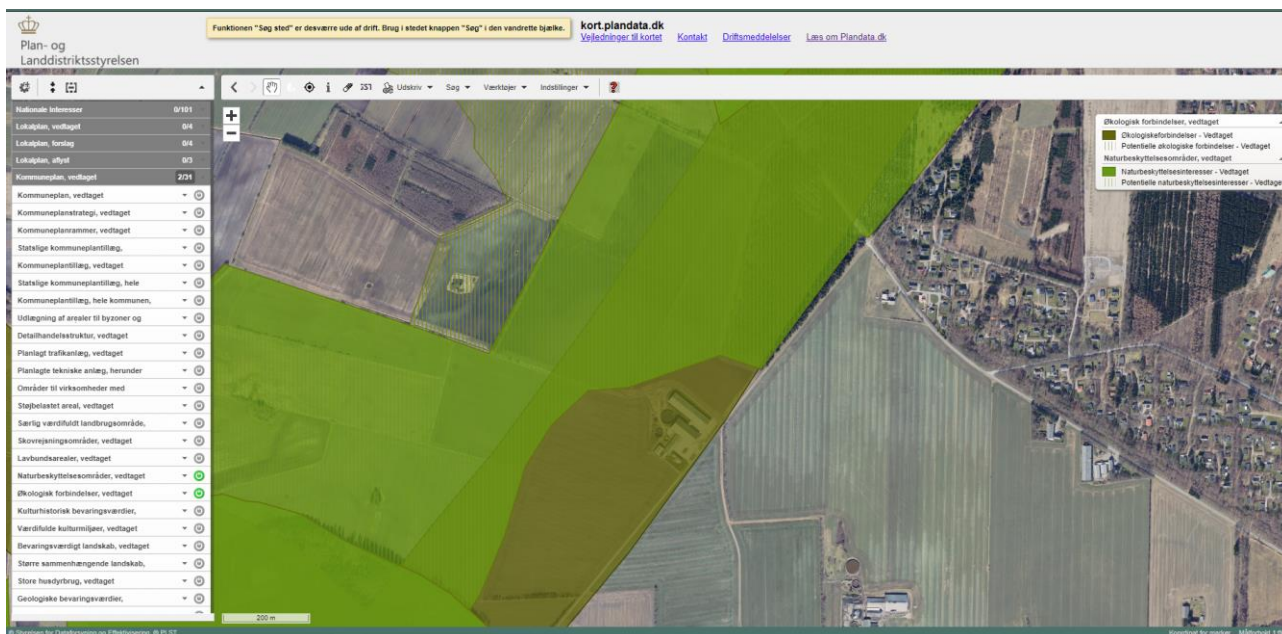 Plan- og
Landdistriktsstyrelsen
Funktionen "Søg sted" er desværre ude af drift. Brug i stedet knappen "Søg" i den vandrette bjælke.
kort.plandata.dk
Vejledninger til kortet Kontakt Driftsmeddelelser Læs om Plandata.dk
Udskriv Søg Værktøjer Indstillinger
Nationale Interesser 0/101
Lokalplan, vedtaget 0/4
Lokalplan, forslag 0/4
Lokalplan, aflyst 0/3
Kommuneplan, vedtaget 2/31
Kommuneplan, vedtaget
Kommuneplanstrategi, vedtaget
Kommuneplanrammer, vedtaget
Statslige kommuneplantillæg,
Kommuneplantillæg, vedtaget
Statslige kommuneplantillæg, hele
Kommuneplantillæg, hele kommunen,
Udlægning af arealer til byzoner og
Detailhandelsstruktur, vedtaget
Planlagt trafikanlæg, vedtaget
Planlagte tekniske anlæg, herunder
Områder til virksomheder med
Støjbelastet areal, vedtaget
Særlig værdifuldt landbrugsområde,
Skovrejsningsområder, vedtaget
Lavbundsarealer, vedtaget
Naturbeskyttelsesområder, vedtaget
Økologisk forbindelser, vedtaget
Kulturhistorisk bevaringsværdier,
Værdifulde kulturmiljøer, vedtaget
Bevaringsværdigt landskab, vedtaget
Større sammenhængende landskab,
Store husdyrbrug, vedtaget
Geologiske bevaringsværdier,
Økologisk forbindelser, vedtaget
Økologiskeforbindelser - Vedtaget
Potentielle økologiske forbindelser - Vedtaget
Naturbeskyttelsesområder, vedtaget
Naturbeskyttelsesinteresser - Vedtaget
Potentielle naturbeskyttelsesinteresser - Vedtage
200 m
© Styrelsen for Dataforsyning og Effektivisering, © PLST